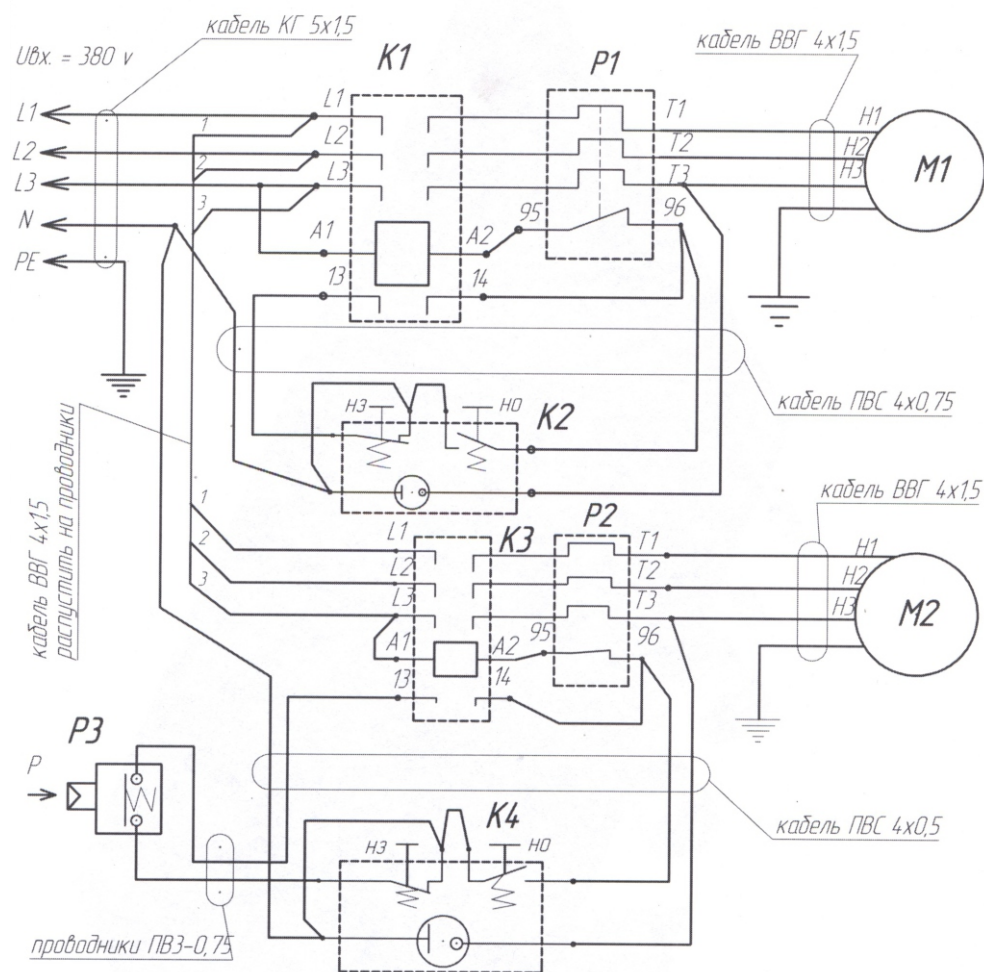 кабель КГ 5х1,5
Uвх. = 380 v
кабель ВВГ 4х1,5
K1
P1
L1
L1
1
T1
H1
L2
L2
2
T2
H2
M1
L3
L3
3
T3
H3
N
A1
A2
95
96
PE
13
14
кабель ПВС 4х0,75
нз
но
K2
кабель ВВГ 4х1,5
распустить на проводники
кабель ВВГ 4х1,5
1
L1
K3
P2
T1
H1
2
L2
T2
H2
M2
3
L3
T3
H3
A1
A2
95
96
13
14
P3
P
кабель ПВС 4х0,5
K4
нз
но
проводники ПВ3-0,75